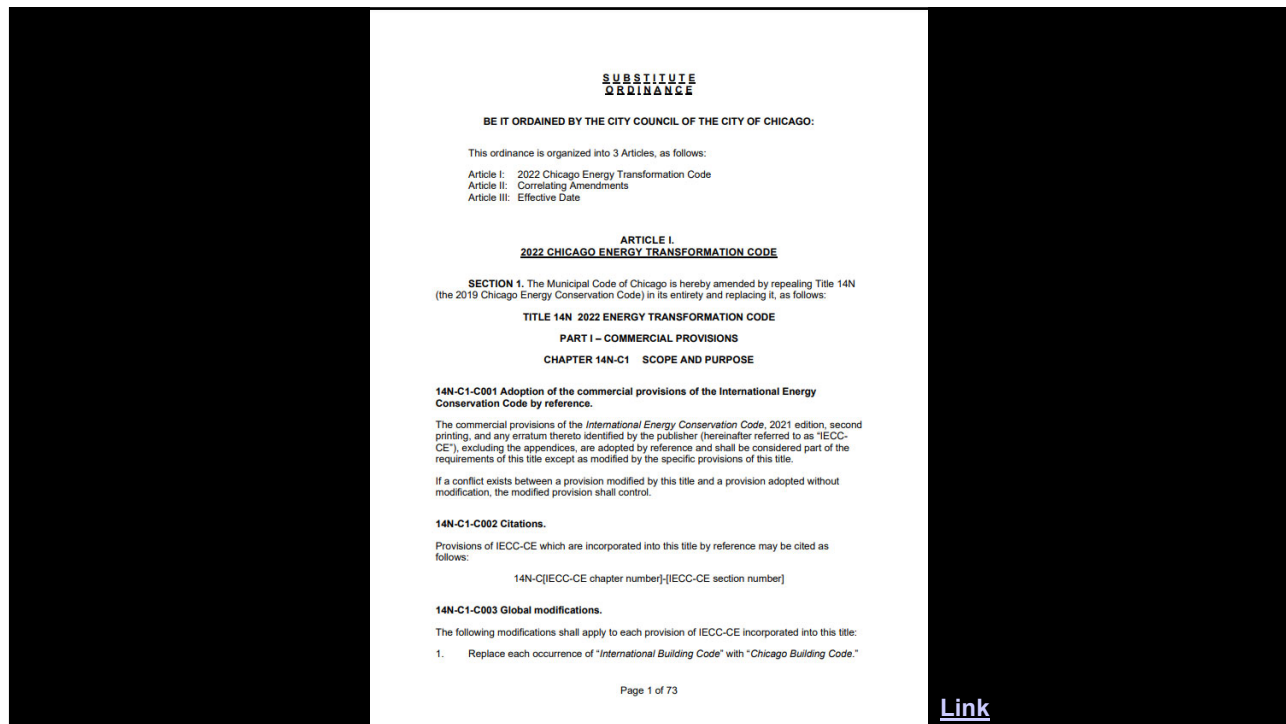 SUBSTITUTE
ORDINANCE
BE IT ORDAINED BY THE CITY COUNCIL OF THE CITY OF CHICAGO:
This ordinance is organized into 3 Articles, as follows:
Article I: 2022 Chicago Energy Transformation Code
Article II: Correlating Amendments
Article III: Effective Date
ARTICLE I.
2022 CHICAGO ENERGY TRANSFORMATION CODE
SECTION 1. The Municipal Code of Chicago is hereby amended by repealing Title 14N
(the 2019 Chicago Energy Conservation Code) in its entirety and replacing it, as follows:
TITLE 14N 2022 ENERGY TRANSFORMATION CODE
PART I – COMMERCIAL PROVISIONS
CHAPTER 14N-C1 SCOPE AND PURPOSE
14N-C1-C001 Adoption of the commercial provisions of the International Energy
Conservation Code by reference.
The commercial provisions of the International Energy Conservation Code, 2021 edition, second
printing, and any erratum thereto identified by the publisher (hereinafter referred to as “IECC-
CE”), excluding the appendices, are adopted by reference and shall be considered part of the
requirements of this title except as modified by the specific provisions of this title.
If a conflict exists between a provision modified by this title and a provision adopted without
modification, the modified provision shall control.
14N-C1-C002 Citations.
Provisions of IECC-CE which are incorporated into this title by reference may be cited as
follows:
14N-C[IECC-CE chapter number]-[IECC-CE section number]
14N-C1-C003 Global modifications.
The following modifications shall apply to each provision of IECC-CE incorporated into this title:
1. Replace each occurrence of “International Building Code” with “Chicago Building Code.”
Page 1 of 73
Link